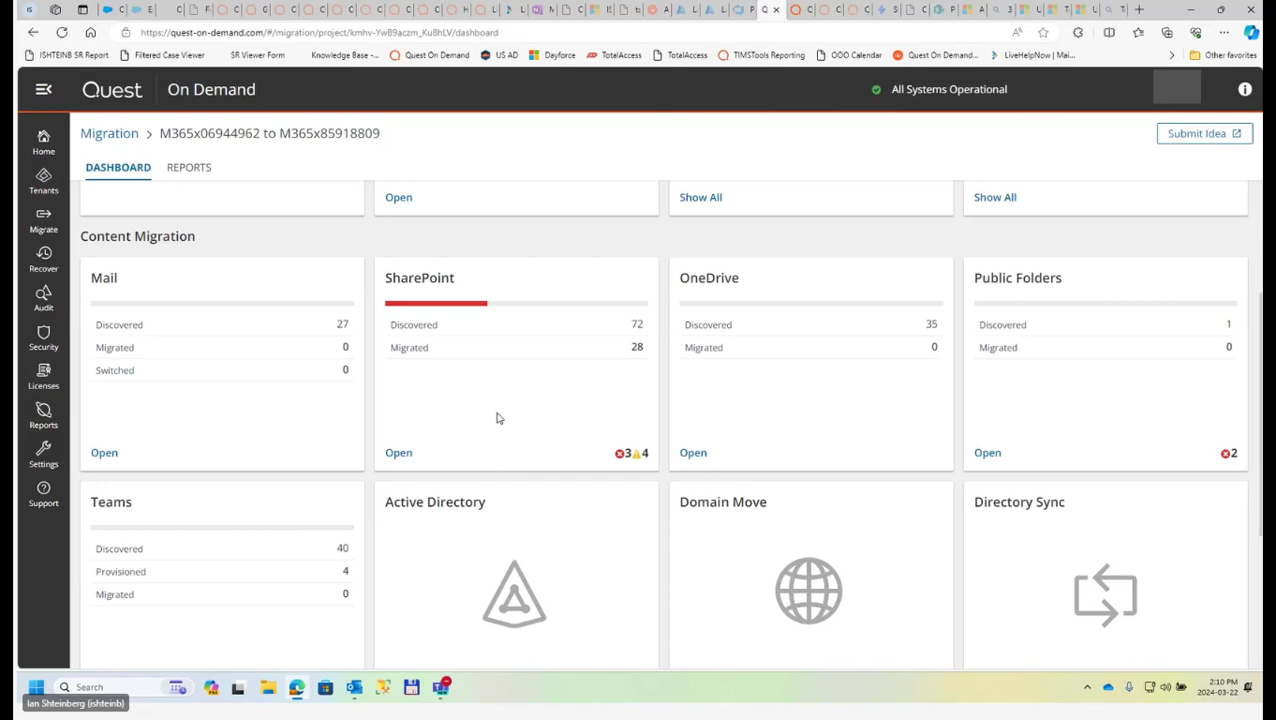 https://quest-on-demand.com/#/migration/project/kmhv-YwB9aczm_Ku8hLV/dashboard
ISHTEINB SR Report
Filtered Case Viewer
SR Viewer Form
Knowledge Base -...
Quest On Demand
US AD
Dayforce
TotalAccess
TotalAccess
TIMSTools Reporting
OOO Calendar
Quest On Demand...
LiveHelpNow | Mai...
Other favorites
Quest
On Demand
All Systems Operational
Migration > M365x06944962 to M365x85918809
Submit Idea
DASHBOARD
REPORTS
Home
Tenants
Migrate
Recover
Audit
Security
Licenses
Reports
Settings
Support
Open
Show All
Show All
Content Migration
Mail
Discovered 27
Migrated 0
Switched 0
Open
SharePoint
Discovered 72
Migrated 28
Open
3 4
OneDrive
Discovered 35
Migrated 0
Open
Public Folders
Discovered 1
Migrated 0
Open
2
Teams
Discovered 40
Provisioned 4
Migrated 0
Active Directory
Domain Move
Directory Sync
Search
2:10 PM
2024-03-22
Ian Shteinberg (ishteinb)